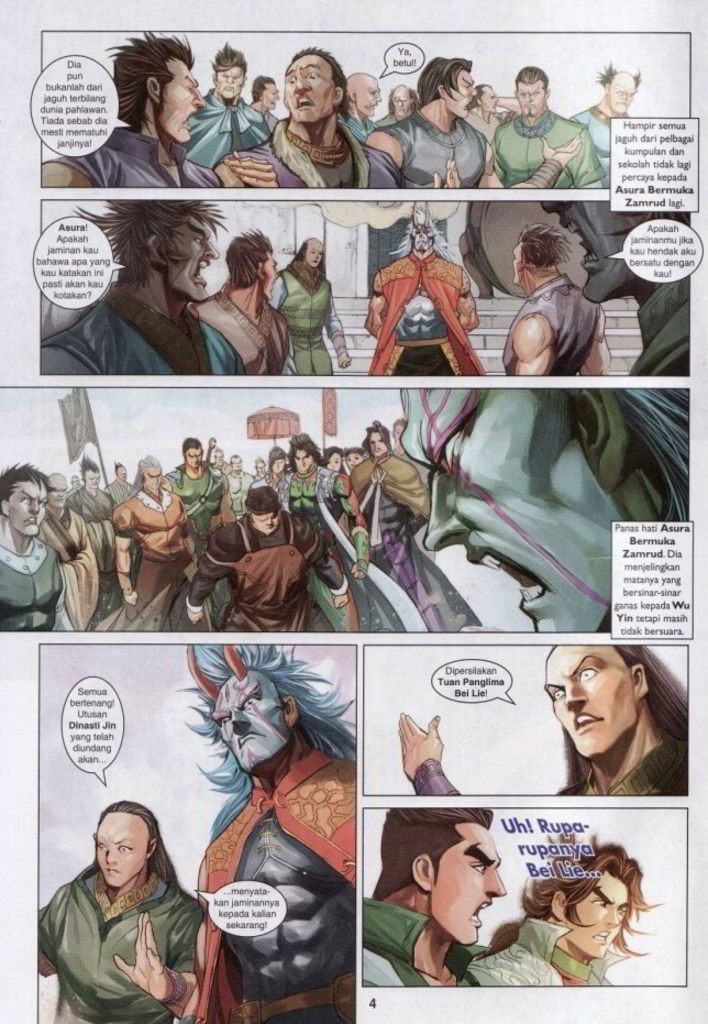 Dia
pun
bukanlah dari
jaguh terbilang
dunia pahlawan.
Tiada sebab dia
mesti mematuhi
janjinya!
Ya,
betul!
Hampir semua
jaguh dari pelbagai
kumpulan dan
sekolah tidak lagi
percaya kepada
Asura Bermuka
Zamrud lagi.
Asura!
Apakah
jaminan kau
bahawa apa yang
kau katakan ini
pasti akan kau
kotakan?
Apakah
jaminanmu jika
kau hendak aku
bersatu dengan
kau!
Panas hati Asura
Bermuka
Zamrud. Dia
menjelingkan
matanya yang
bersinar-sinar
ganas kepada Wu
Yin tetapi masih
tidak bersuara.
Semua
bertenang!
Utusan
Dinasti Jin
yang telah
diundang
akan...
...menyata-
kan jaminannya
kepada kalian
sekarang!
Dipersilakan
Tuan Panglima
Bei Lie!
Uh! Rupa-
rupanya
Bei Lie...
4